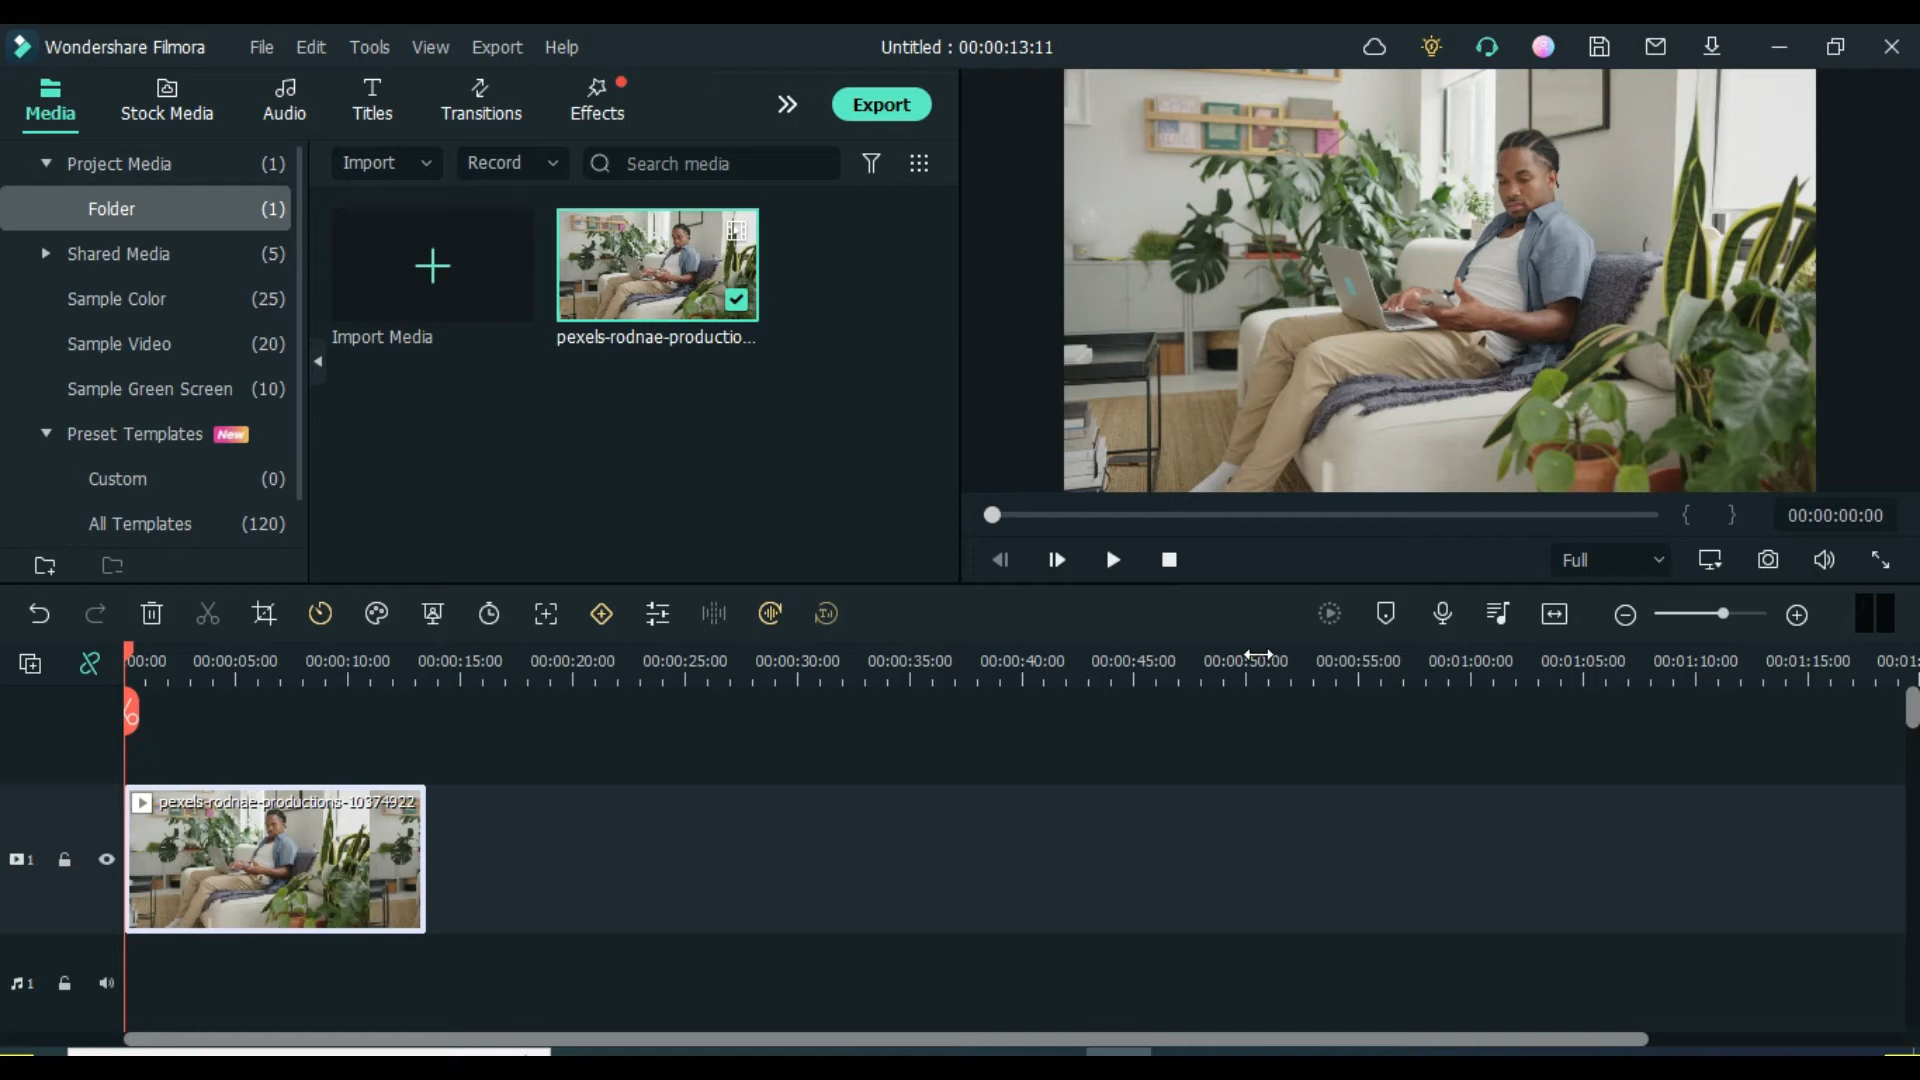 Wondershare Filmora File Edit Tools View Export Help Untitled : 00:00:13:11
Media Stock Media Audio Titles Transitions Effects Export
Project Media (1)
Folder (1)
Shared Media (5)
Sample Color (25)
Sample Video (20)
Sample Green Screen (10)
Preset Templates New
Custom (0)
All Templates (120)
Import Record Search media
Import Media pexels-rodnae-productio...
00:00:00:00
Full
00:00 00:00:05:00 00:00:10:00 00:00:15:00 00:00:20:00 00:00:25:00 00:00:30:00 00:00:35:00 00:00:40:00 00:00:45:00 00:00:50:00 00:00:55:00 00:01:00:00 00:01:05:00 00:01:10:00 00:01:15:00 00:01:
pexels-rodnae-productions-10374922
1
1